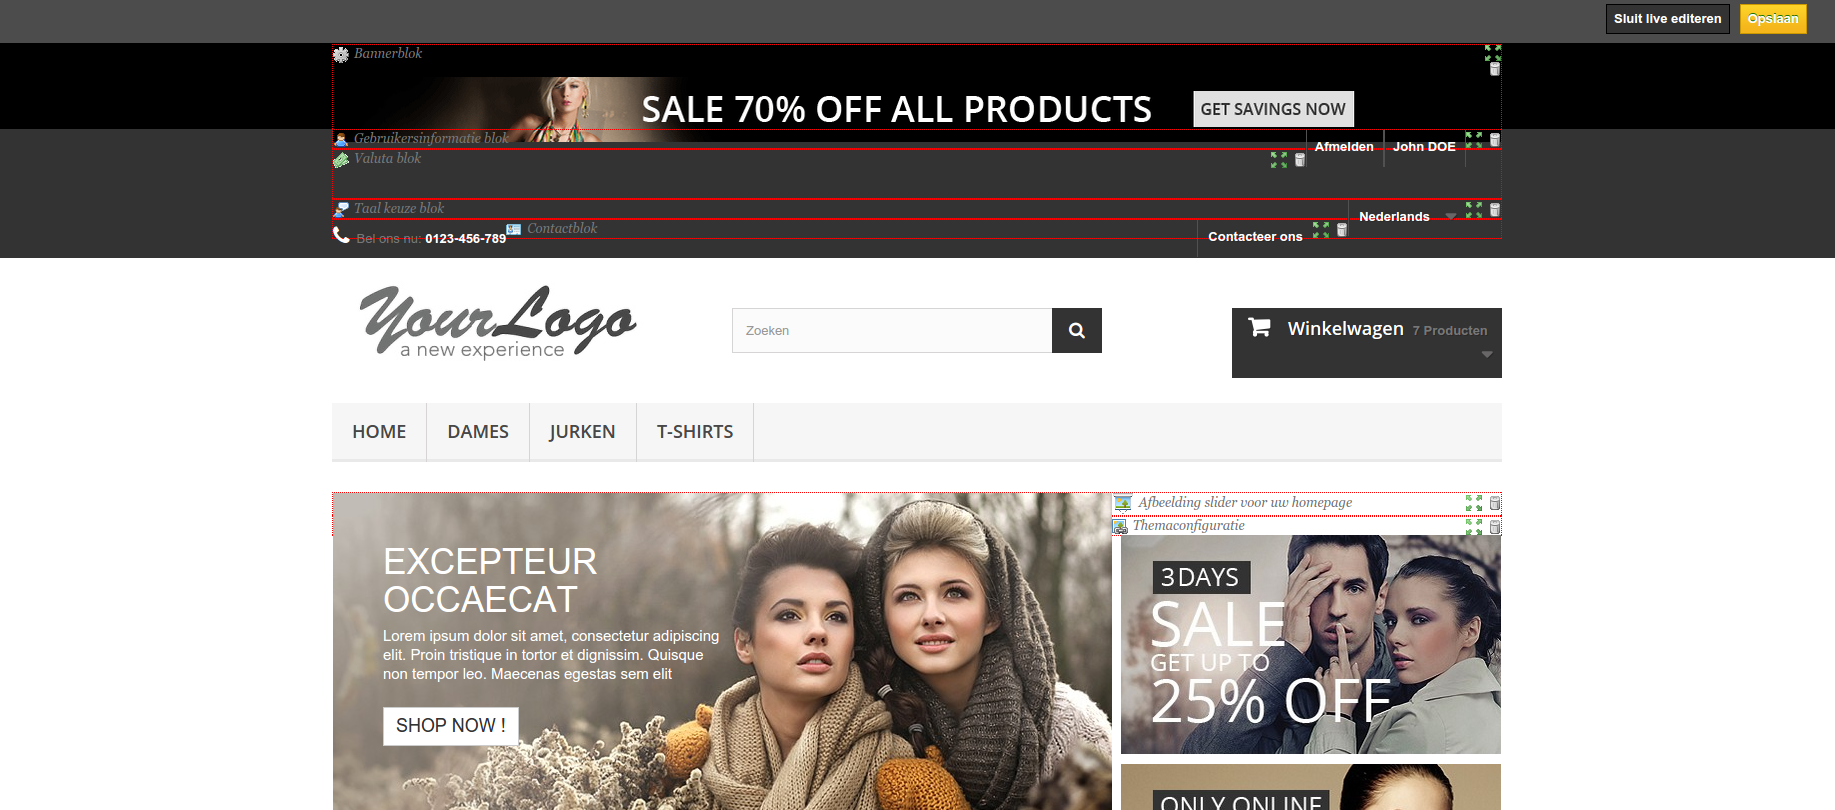 Sluit live editeren
Opslaan
Bannerblok
SALE 70% OFF ALL PRODUCTS
GET SAVINGS NOW
Gebruikersinformatie blok
Afmelden
John DOE
Valuta blok
Taal keuze blok
Nederlands
Bel ons nu: 0123-456-789
Contactblok
Contacteer ons
YourLogo
a new experience
Zoeken
Winkelwagen 7 Producten
HOME
DAMES
JURKEN
T-SHIRTS
Afbeelding slider voor uw homepage
Themaconfiguratie
EXCEPTEUR
OCCAECAT
Lorem ipsum dolor sit amet, consectetur adipiscing
elit. Proin tristique in tortor et dignissim. Quisque
non tempor leo. Maecenas egestas sem elit
SHOP NOW !
3 DAYS
SALE
GET UP TO
25% OFF
ONLY ONLINE